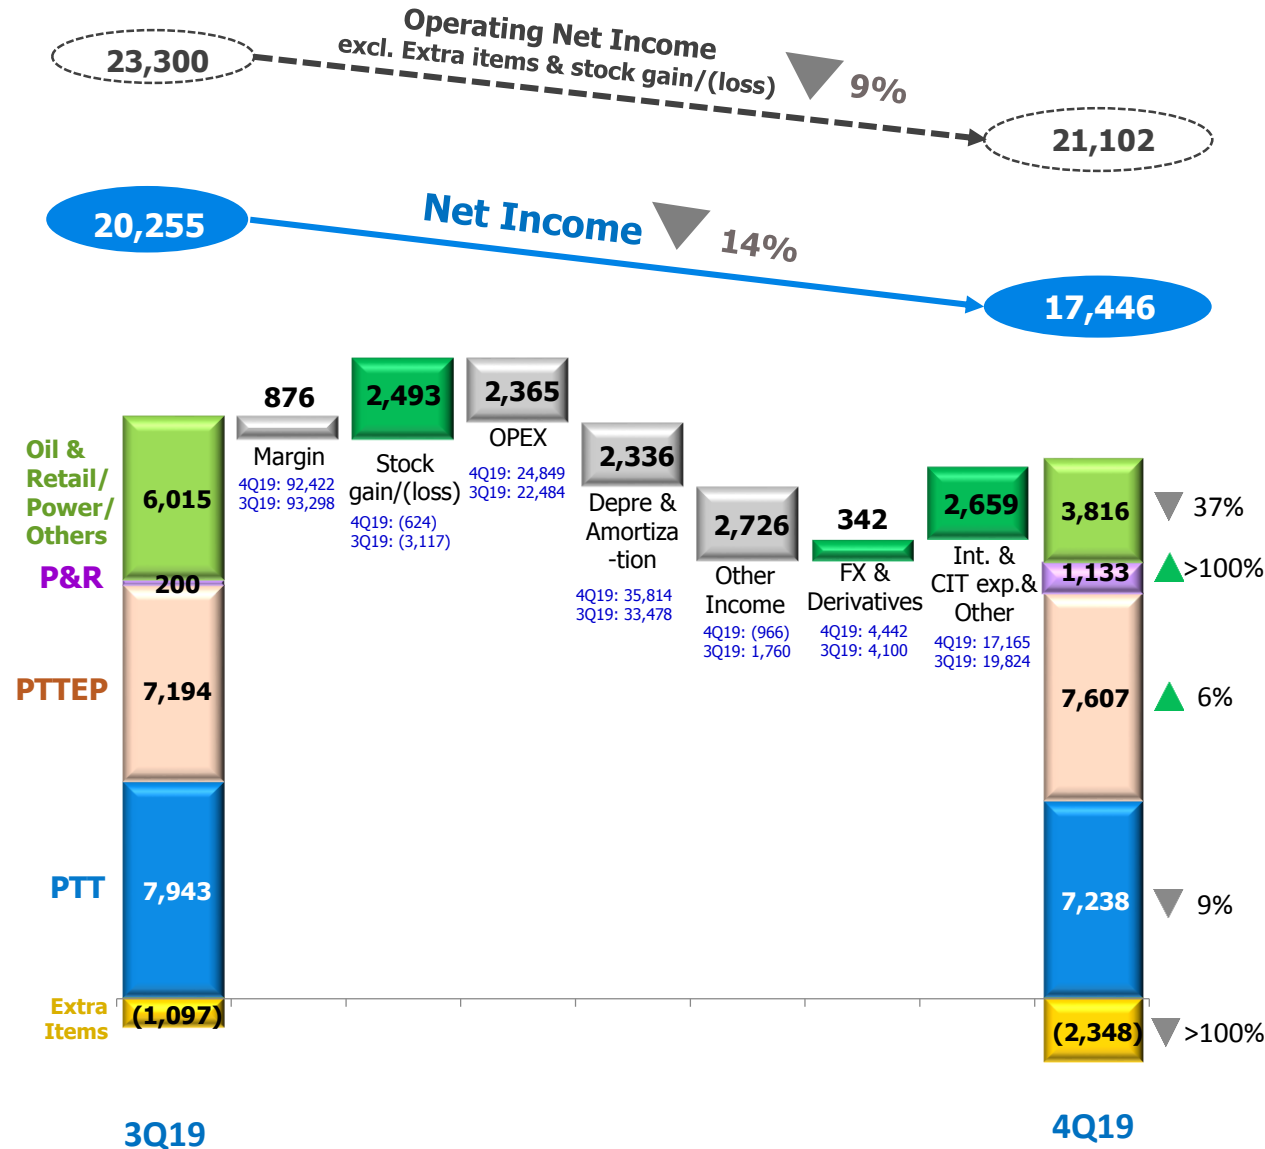 Operating Net Income
excl. Extra items & stock gain/(loss)
9%
23,300
21,102
Net Income
14%
20,255
17,446
Oil &
Retail/
Power/
Others
P&R
PTTEP
PTT
Extra
Items
6,015
200
7,194
7,943
(1,097)
876
Margin
4Q19: 92,422
3Q19: 93,298
2,493
Stock
gain/(loss)
4Q19: (624)
3Q19: (3,117)
2,365
OPEX
4Q19: 24,849
3Q19: 22,484
2,336
Depre &
Amortiza
-tion
4Q19: 35,814
3Q19: 33,478
2,726
Other
Income
4Q19: (966)
3Q19: 1,760
342
FX &
Derivatives
4Q19: 4,442
3Q19: 4,100
2,659
Int. &
CIT exp.&
Other
4Q19: 17,165
3Q19: 19,824
3,816
1,133
7,607
7,238
(2,348)
37%
>100%
6%
9%
>100%
3Q19
4Q19